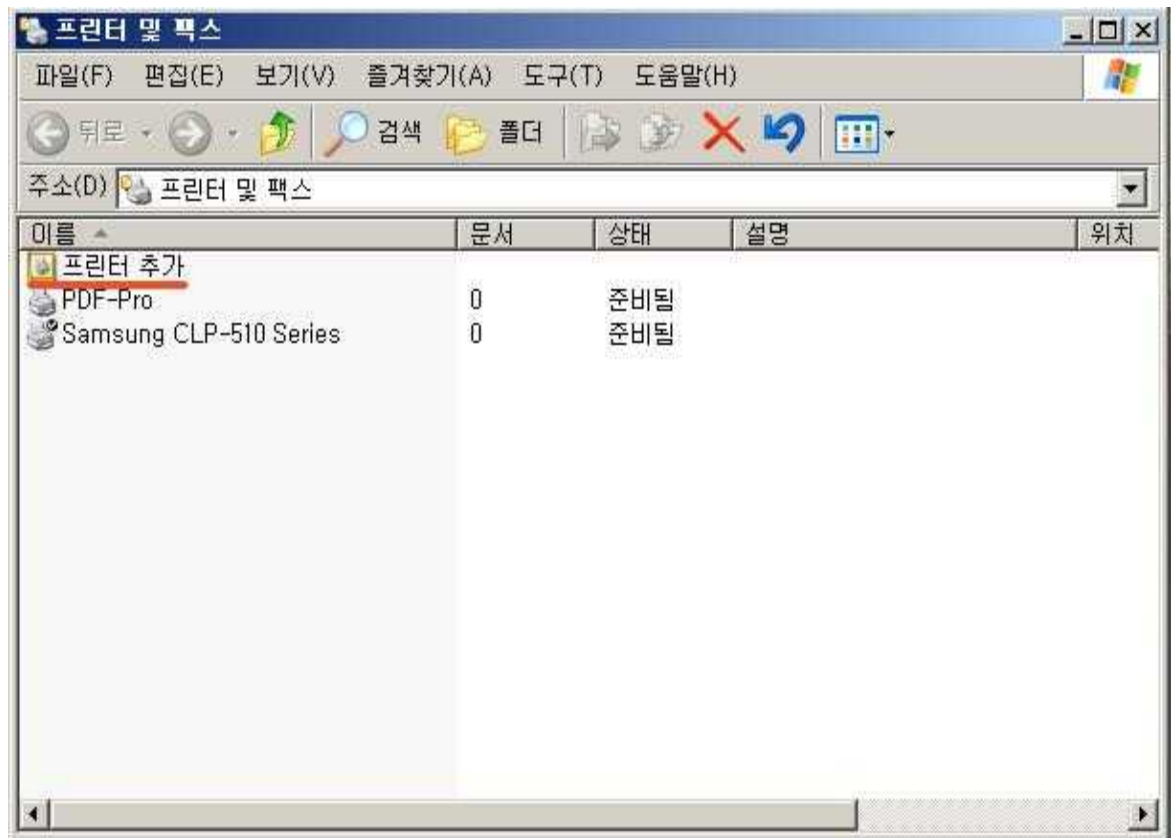 프린터 및 팩스
파일(F) 편집(E) 보기(V) 즐겨찾기(A) 도구(T) 도움말(H)
뒤로 검색 폴더
주소(D) 프린터 및 팩스
이름 문서 상태 설명 위치
프린터 추가
PDF-Pro 0 준비됨
Samsung CLP-510 Series 0 준비됨